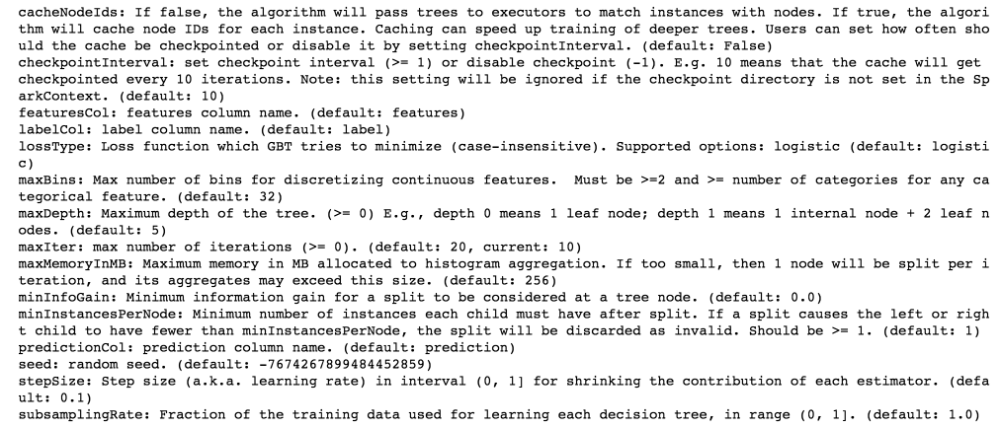 cacheNodeIds: If false, the algorithm will pass trees to executors to match instances with nodes. If true, the algori
thm will cache node IDs for each instance. Caching can speed up training of deeper trees. Users can set how often sho
uld the cache be checkpointed or disable it by setting checkpointInterval. (default: False)
checkpointInterval: set checkpoint interval (>= 1) or disable checkpoint (-1). E.g. 10 means that the cache will get
checkpointed every 10 iterations. Note: this setting will be ignored if the checkpoint directory is not set in the Sp
arkContext. (default: 10)
featuresCol: features column name. (default: features)
labelCol: label column name. (default: label)
lossType: Loss function which GBT tries to minimize (case-insensitive). Supported options: logistic (default: logisti
c)
maxBins: Max number of bins for discretizing continuous features.  Must be >=2 and >= number of categories for any ca
tegorical feature. (default: 32)
maxDepth: Maximum depth of the tree. (>= 0) E.g., depth 0 means 1 leaf node; depth 1 means 1 internal node + 2 leaf n
odes. (default: 5)
maxIter: max number of iterations (>= 0). (default: 20, current: 10)
maxMemoryInMB: Maximum memory in MB allocated to histogram aggregation. If too small, then 1 node will be split per i
teration, and its aggregates may exceed this size. (default: 256)
minInfoGain: Minimum information gain for a split to be considered at a tree node. (default: 0.0)
minInstancesPerNode: Minimum number of instances each child must have after split. If a split causes the left or righ
t child to have fewer than minInstancesPerNode, the split will be discarded as invalid. Should be >= 1. (default: 1)
predictionCol: prediction column name. (default: prediction)
seed: random seed. (default: -7674267899484452859)
stepSize: Step size (a.k.a. learning rate) in interval (0, 1] for shrinking the contribution of each estimator. (defa
ult: 0.1)
subsamplingRate: Fraction of the training data used for learning each decision tree, in range (0, 1]. (default: 1.0)